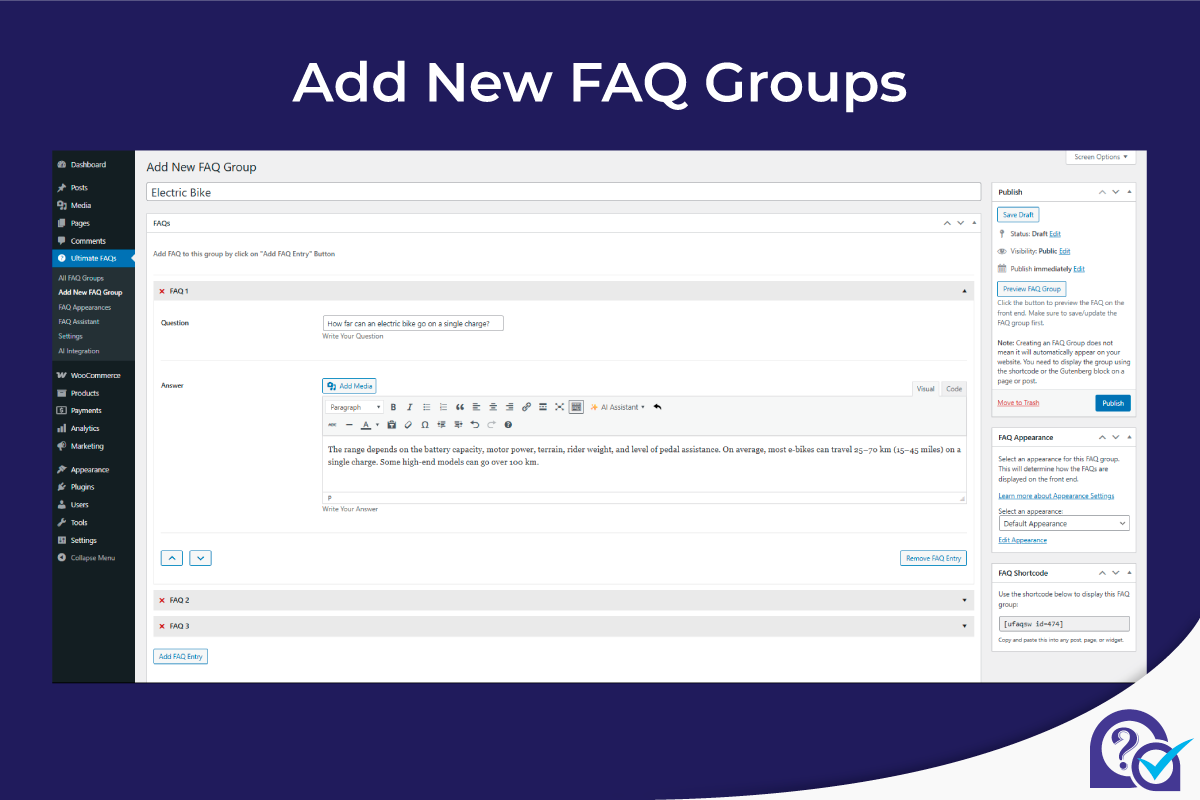 Add New FAQ Groups
Dashboard
Posts
Media
Pages
Comments
Ultimate FAQs
All FAQ Groups
Add New FAQ Group
FAQ Appearances
FAQ Assistant
Settings
AI Integration
WooCommerce
Products
Payments
Analytics
Marketing
Appearance
Plugins
Users
Tools
Settings
Collapse Menu
Screen Options
Add New FAQ Group
Electric Bike
FAQs
Add FAQ to this group by click on "Add FAQ Entry" Button
FAQ 1
Question
How far can an electric bike go on a single charge?
Write Your Question
Answer
Add Media
Visual Code
Paragraph B I AI Assistant
ABC A Ω
The range depends on the battery capacity, motor power, terrain, rider weight, and level of pedal assistance. On average, most e-bikes can travel 25–70 km (15–45 miles) on a
single charge. Some high-end models can go over 100 km.
P
Write Your Answer
Remove FAQ Entry
FAQ 2
FAQ 3
Add FAQ Entry
Publish
Save Draft
Status: Draft Edit
Visibility: Public Edit
Publish immediately Edit
Preview FAQ Group
Click the button to preview the FAQ on the
front end. Make sure to save/update the
FAQ group first.
Note: Creating an FAQ Group does not
mean it will automatically appear on your
website. You need to display the group using
the shortcode or the Gutenberg block on a
page or post.
Move to Trash
Publish
FAQ Appearance
Select an appearance for this FAQ group.
This will determine how the FAQs are
displayed on the front end.
Learn more about Appearance Settings
Select an appearance:
Default Appearance
Edit Appearance
FAQ Shortcode
Use the shortcode below to display this FAQ
group:
[ufaqsw id=474]
Copy and paste this into any post, page, or widget.
?